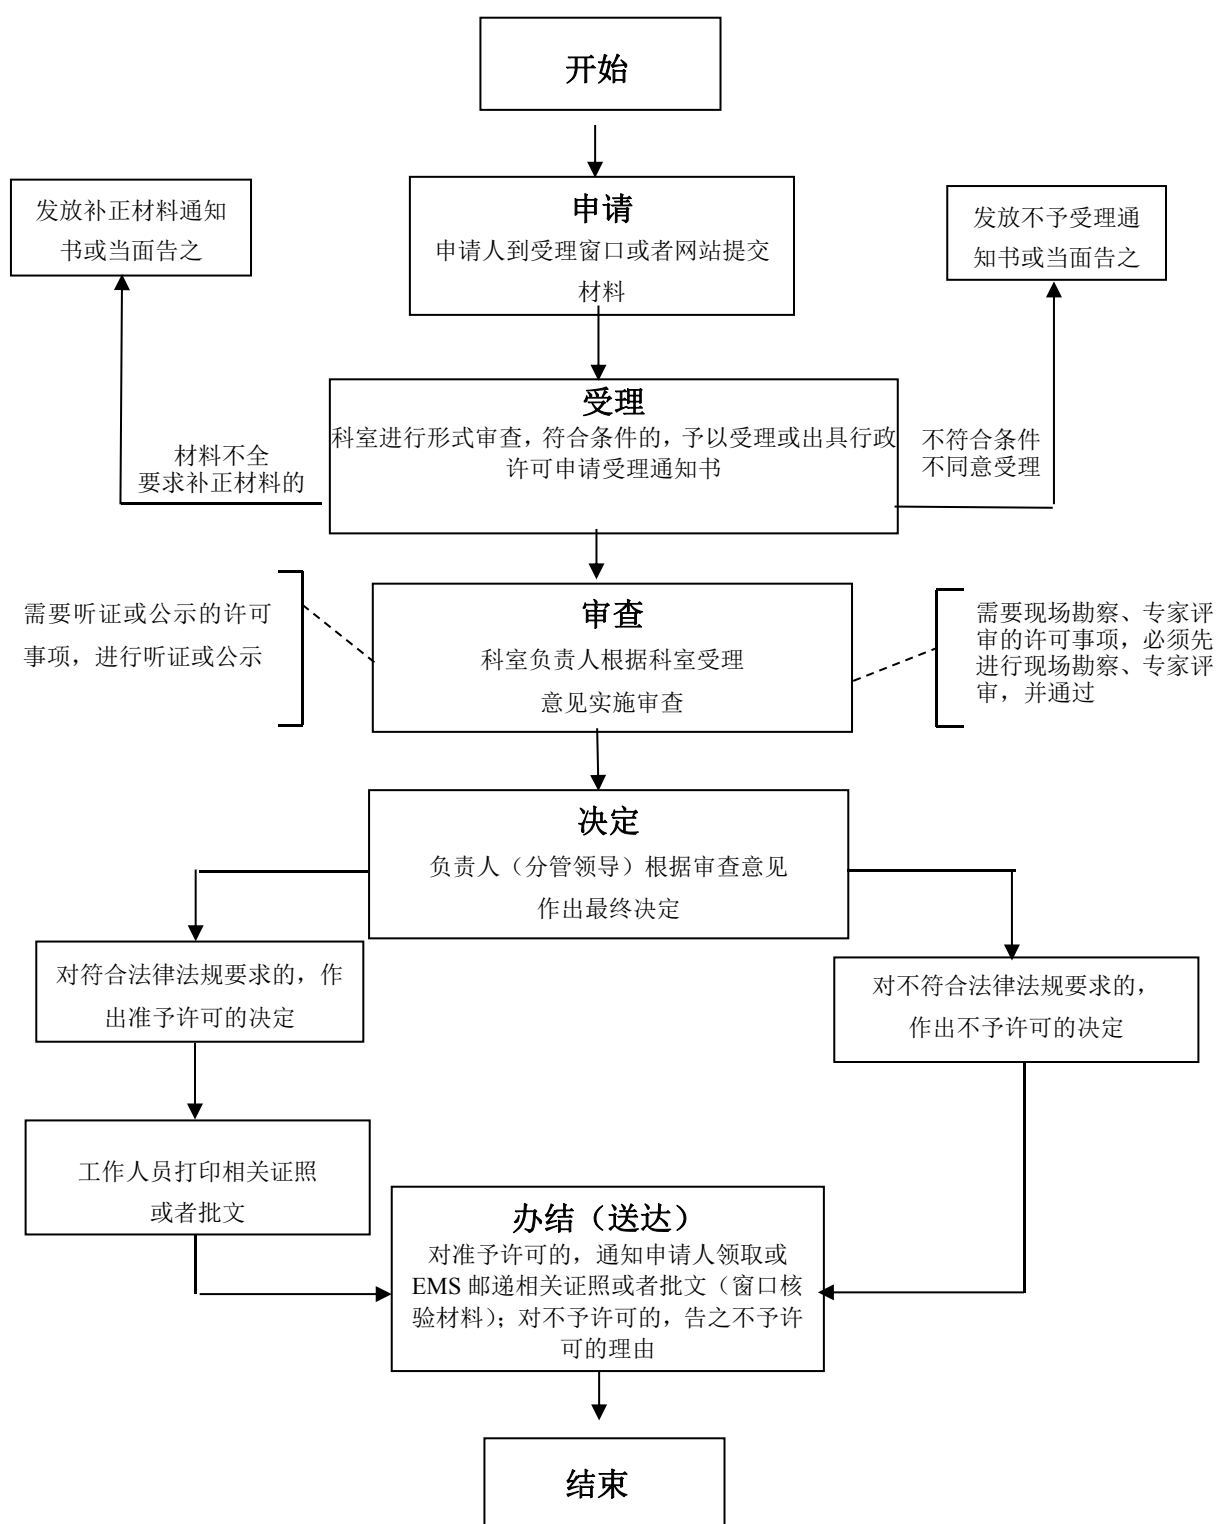 开始
申请
申请人到受理窗口或者网站提交
材料
发放补正材料通知
书或当面告之
发放不予受理通
知书或当面告之
受理
科室进行形式审查，符合条件的，予以受理或出具行政
许可申请受理通知书
材料不全
要求补正材料的
不符合条件
不同意受理
审查
科室负责人根据科室受理
意见实施审查
需要听证或公示的许可
事项，进行听证或公示
需要现场勘察、专家评
审的许可事项，必须先
进行现场勘察、专家评
审，并通过
决定
负责人（分管领导）根据审查意见
作出最终决定
对符合法律法规要求的，作
出准予许可的决定
对不符合法律法规要求的，
作出不予许可的决定
工作人员打印相关证照
或者批文
办结（送达）
对准予许可的，通知申请人领取或
EMS 邮递相关证照或者批文（窗口核
验材料）；对不予许可的，告之不予许
可的理由
结束